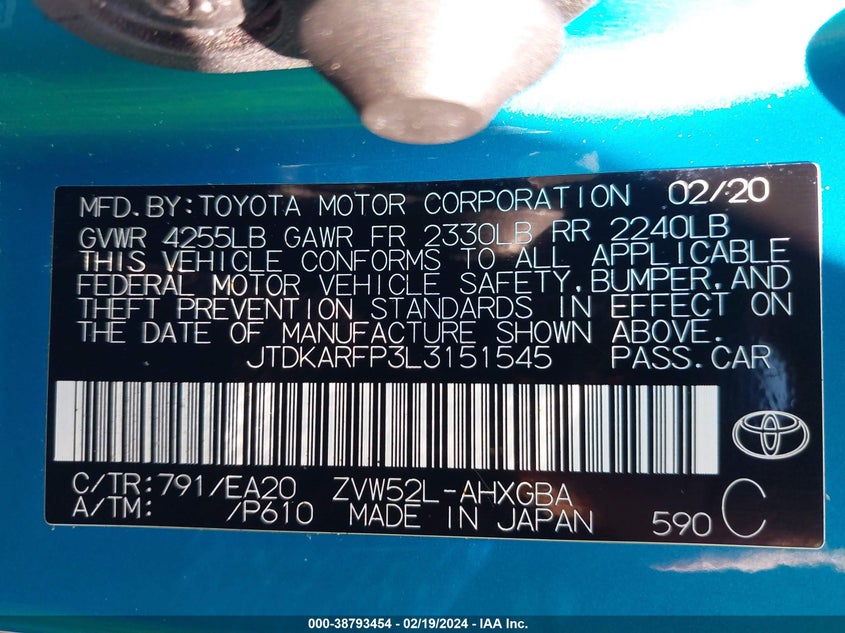 MFD.BY:TOYOTA MOTOR CORPORATION 02/20
GVWR 4255LB GAWR FR 2330LB RR 2240LB
THIS VEHICLE CONFORMS TO ALL APPLICABLE
FEDERAL MOTOR VEHICLE SAFETY,BUMPER,AND
THEFT PREVENTION STANDARDS IN EFFECT ON
THE DATE OF MANUFACTURE SHOWN ABOVE.
JTDKARFP3L3151545 PASS.CAR
C/TR:791/EA20 ZVW52L-AHXGBA
A/TM: /P610 MADE IN JAPAN 590 C
000-38793454 - 02/19/2024 - IAA Inc.